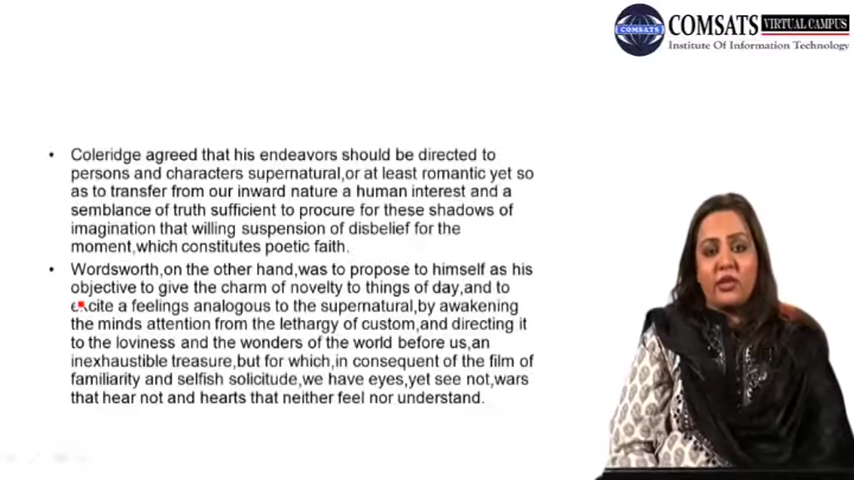 COMSATS
COMSATS VIRTUAL CAMPUS
Institute Of Information Technology
• Coleridge agreed that his endeavors should be directed to
persons and characters supernatural,or at least romantic yet so
as to transfer from our inward nature a human interest and a
semblance of truth sufficient to procure for these shadows of
imagination that willing suspension of disbelief for the
moment,which constitutes poetic faith.
• Wordsworth,on the other hand,was to propose to himself as his
objective to give the charm of novelty to things of day,and to
excite a feelings analogous to the supernatural,by awakening
the minds attention from the lethargy of custom,and directing it
to the loviness and the wonders of the world before us,an
inexhaustible treasure,but for which,in consequent of the film of
familiarity and selfish solicitude,we have eyes,yet see not,wars
that hear not and hearts that neither feel nor understand.